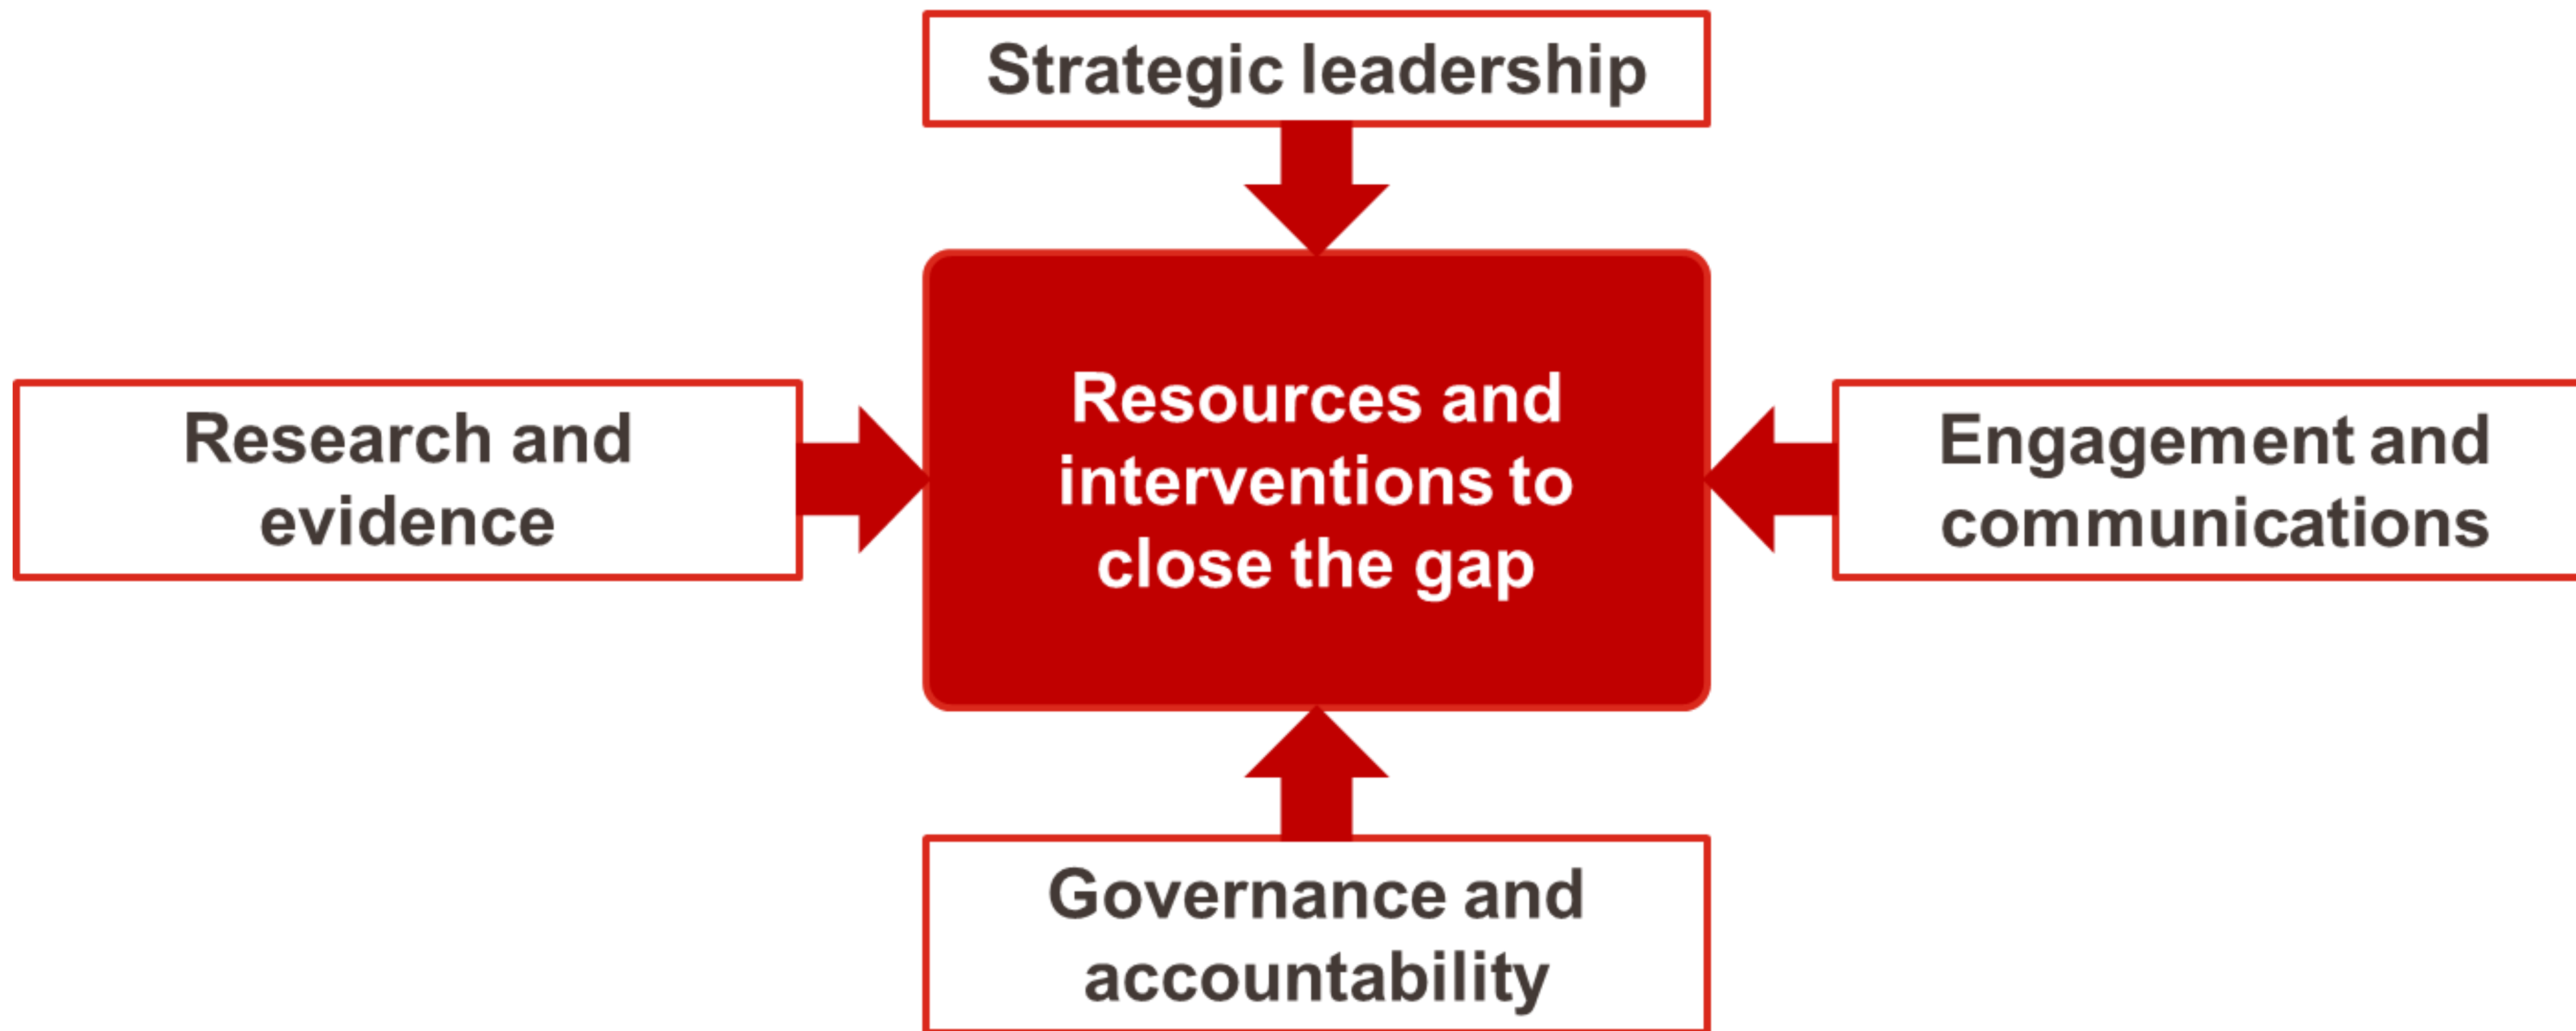 Strategic leadership
Research and
evidence
Resources and
interventions to
close the gap
Engagement and
communications
Governance and
accountability